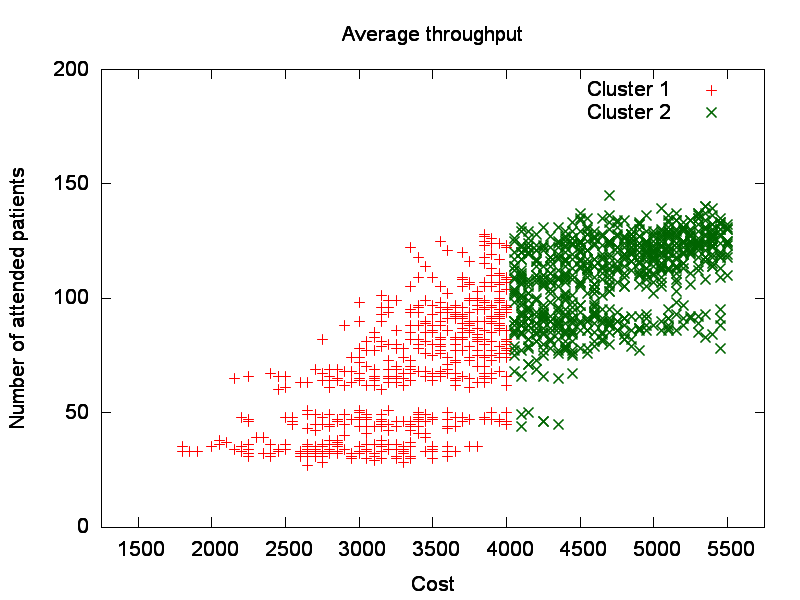 Average throughput
200
150
100
50
0
Number of attended patients
Cluster 1
Cluster 2
1500 2000 2500 3000 3500 4000 4500 5000 5500
Cost